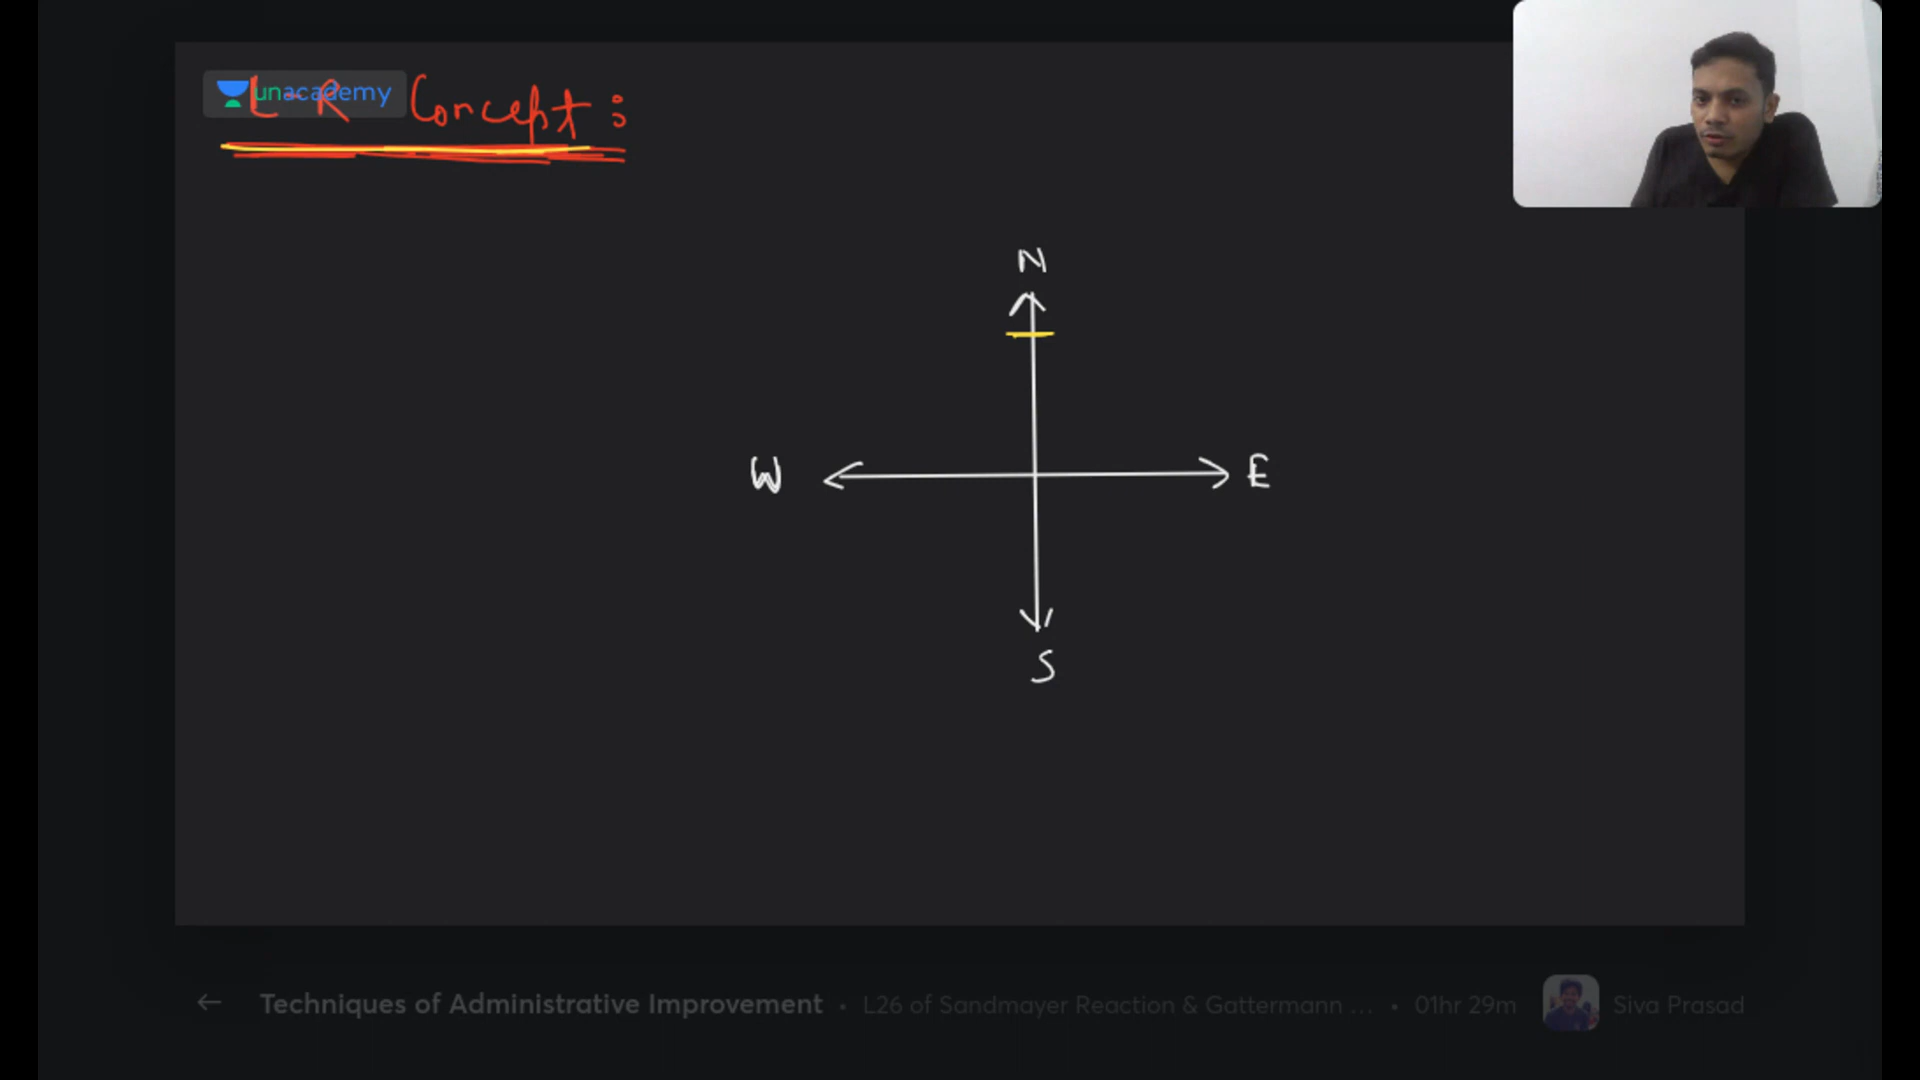 unacademy
L-R Concept:
N
W E
S
Techniques of Administrative Improvement • L26 of Sandmayer Reaction & Gattermann ... • 01hr 29m Siva Prasad